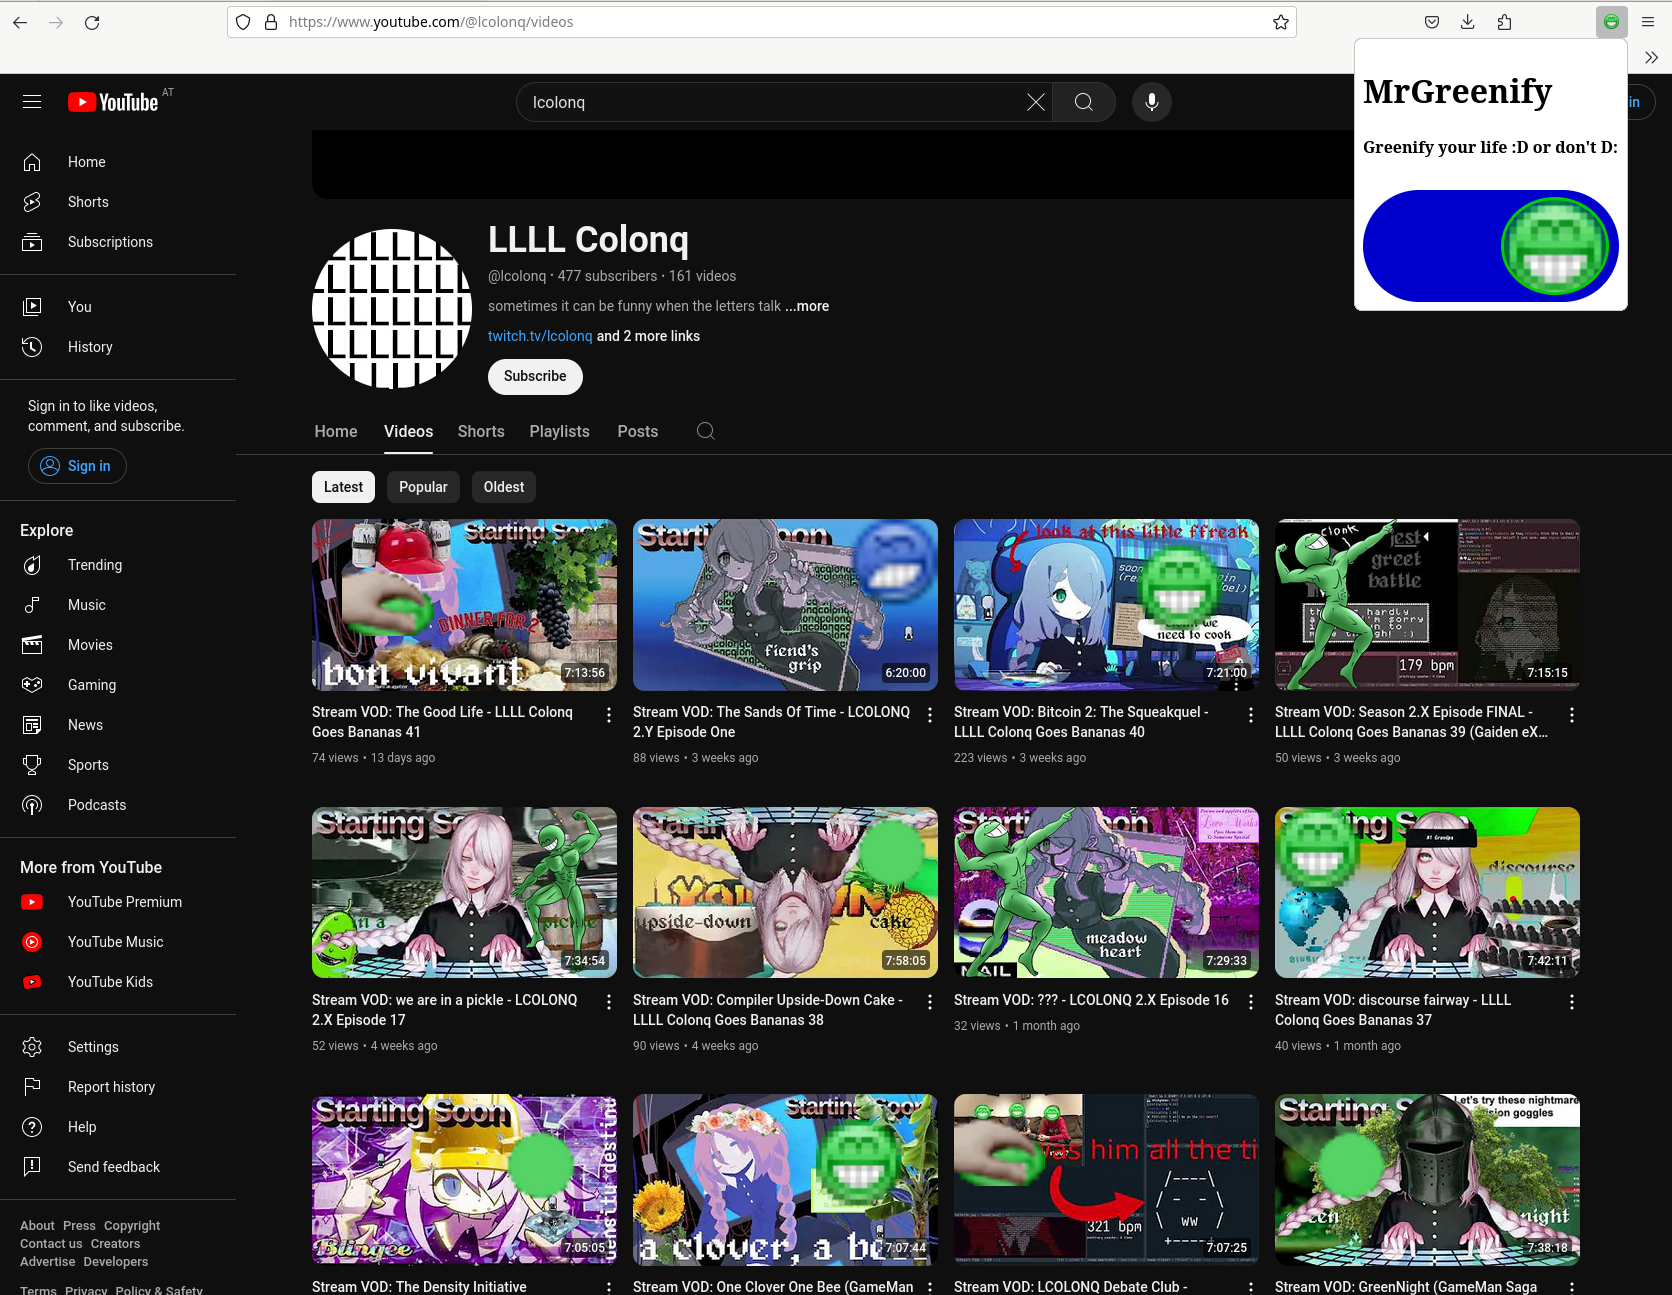 https://www.youtube.com/@lcolonq/videos
YouTube AT
lcolonq
in
MrGreenify
Greenify your life :D or don't D:
Home
Shorts
Subscriptions
You
History
Sign in to like videos,
comment, and subscribe.
Sign in
Explore
Trending
Music
Movies
Gaming
News
Sports
Podcasts
More from YouTube
YouTube Premium
YouTube Music
YouTube Kids
Settings
Report history
Help
Send feedback
About Press Copyright
Contact us Creators
Advertise Developers
Terms Privacy Policy & Safety
LLLL Colonq
@lcolonq · 477 subscribers · 161 videos
sometimes it can be funny when the letters talk ...more
twitch.tv/lcolonq and 2 more links
Subscribe
Home Videos Shorts Playlists Posts
Latest Popular Oldest
Starting Soon
DINNER FOR 2
bon vivant
7:13:56
Stream VOD: The Good Life - LLLL Colonq
Goes Bananas 41
74 views • 13 days ago
Starti
fiend's
grip
6:20:00
Stream VOD: The Sands Of Time - LCOLONQ
2.Y Episode One
88 views • 3 weeks ago
look at this little ffreak
soon
we
need to cook
7:21:00
Stream VOD: Bitcoin 2: The Squeakquel -
LLLL Colonq Goes Bananas 40
223 views • 3 weeks ago
clonk
jest
greet
battle
hardly
179 bpm
7:15:15
Stream VOD: Season 2.X Episode FINAL -
LLLL Colonq Goes Bananas 39 (Gaiden eX...
50 views • 3 weeks ago
Starting S
in a
pickle
7:34:54
Stream VOD: we are in a pickle - LCOLONQ
2.X Episode 17
52 views • 4 weeks ago
upside-down
cake
7:58:05
Stream VOD: Compiler Upside-Down Cake -
LLLL Colonq Goes Bananas 38
90 views • 4 weeks ago
Starti
meadow
heart
MAIL
7:29:33
Stream VOD: ??? - LCOLONQ 2.X Episode 16
32 views • 1 month ago
ng S
#1 Grandpa
discourse
7:42:11
Stream VOD: discourse fairway - LLLL
Colonq Goes Bananas 37
40 views • 1 month ago
Starting Soon
density destiny
Blingee
7:05:05
Stream VOD: The Density Initiative
Starting Soon
a clover, a be
7:07:44
Stream VOD: One Clover One Bee (GameMan
as him all the ti
321 bpm
ww
7:07:25
Stream VOD: LCOLONQ Debate Club -
Starting
Let's try these nightmare
ision goggles
een
night
7:38:18
Stream VOD: GreenNight (GameMan Saga